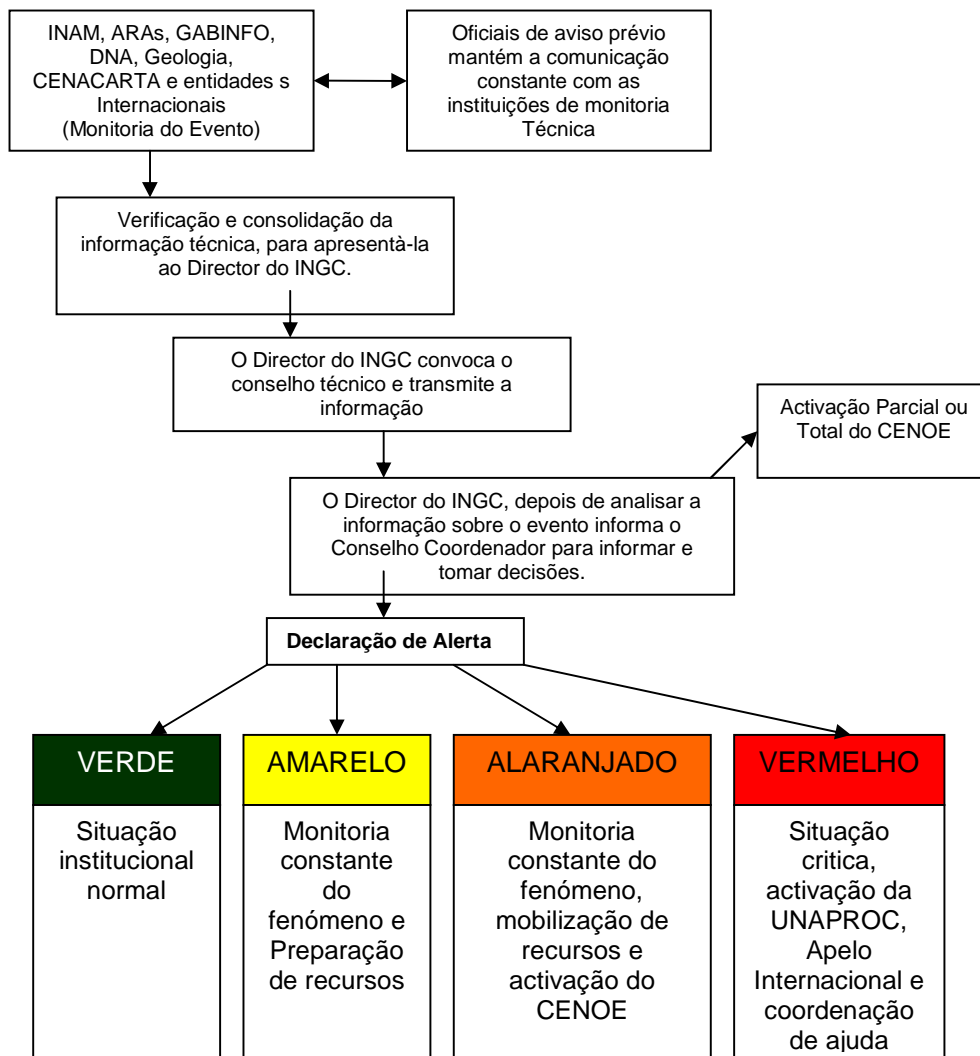 INAM, ARAs, GABINFO,
DNA, Geologia,
CENACARTA e entidades s
Internacionais
(Monitoria do Evento)
Oficiais de aviso prévio
mantém a comunicação
constante com as
instituições de monitoria
Técnica
Verificação e consolidação da
informação técnica, para apresentà-la
ao Director do INGC.
O Director do INGC convoca o
conselho técnico e transmite a
informação
Activação Parcial ou
Total do CENOE
O Director do INGC, depois de analisar a
informação sobre o evento informa o
Conselho Coordenador para informar e
tomar decisões.
Declaração de Alerta
VERDE
Situação
institucional
normal
AMARELO
Monitoria
constante
do
fenómeno e
Preparação
de recursos
ALARANJADO
Monitoria
constante do
fenómeno,
mobilização de
recursos e
activação do
CENOE
VERMELHO
Situação
critica,
activação da
UNAPROC,
Apelo
Internacional e
coordenação
de ajuda